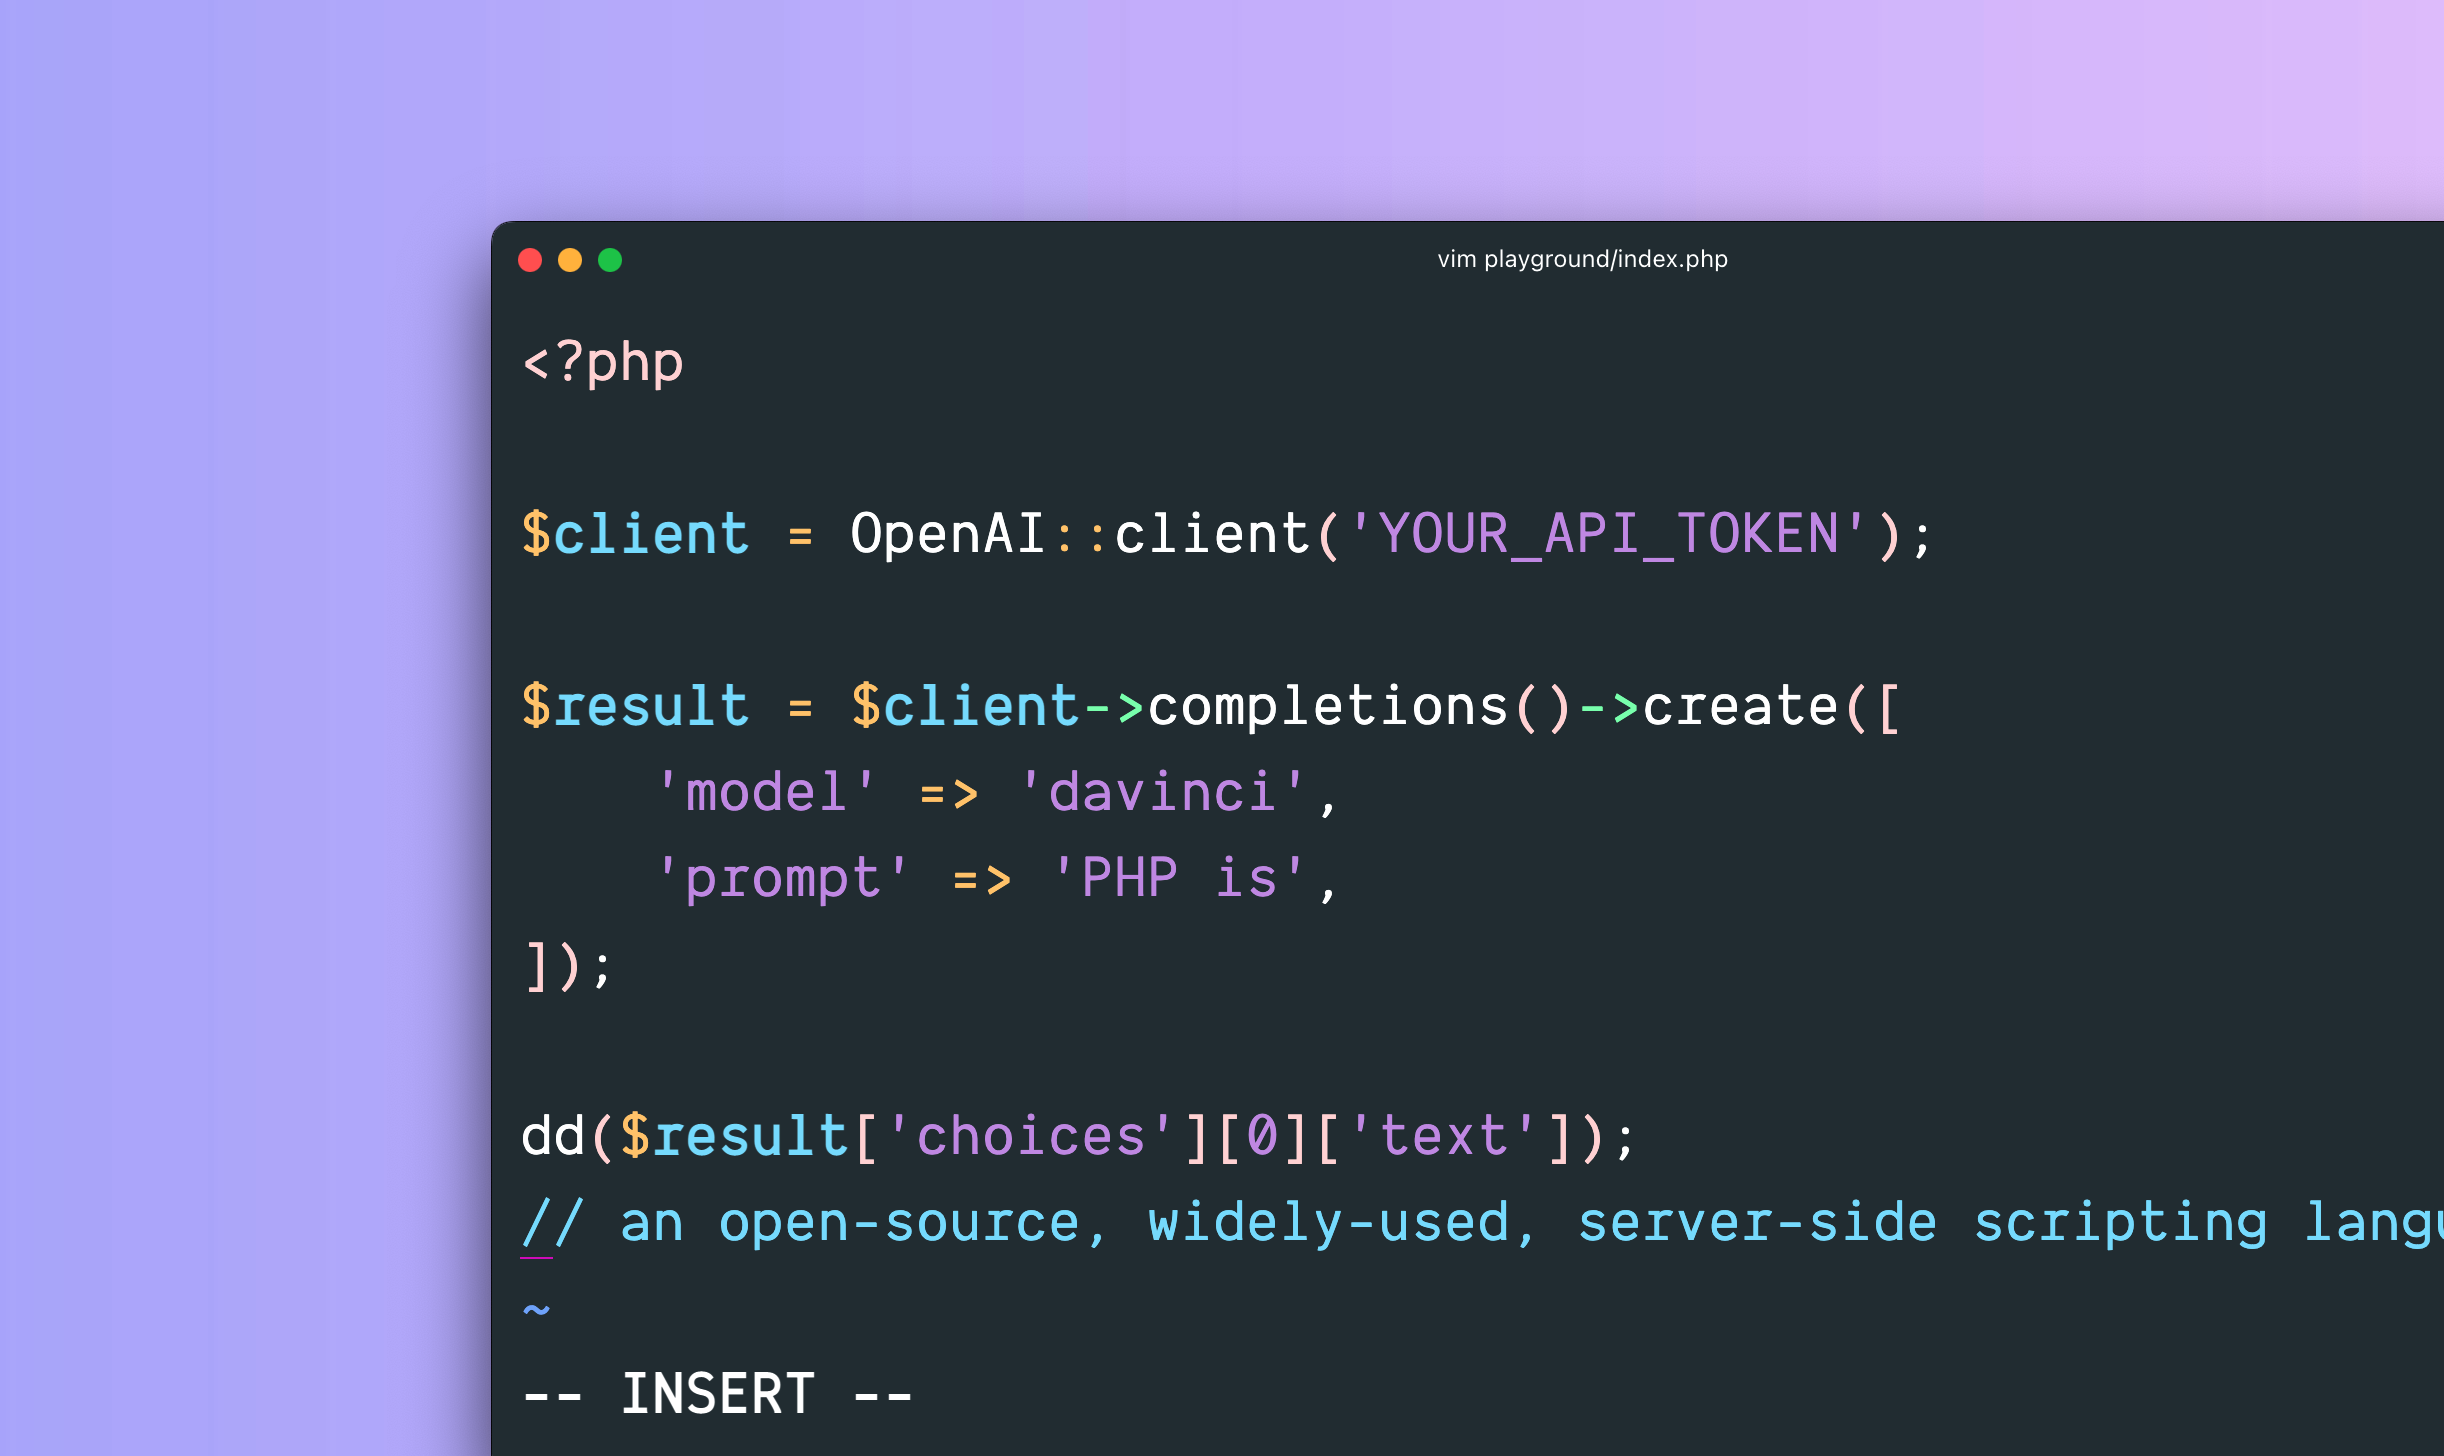 vim playground/index.php
<?php
$client = OpenAI::client('YOUR_API_TOKEN');
$result = $client->completions()->create([
    'model' => 'davinci',
    'prompt' => 'PHP is',
]);
dd($result['choices'][0]['text']);
// an open-source, widely-used, server-side scripting langu
~
-- INSERT --